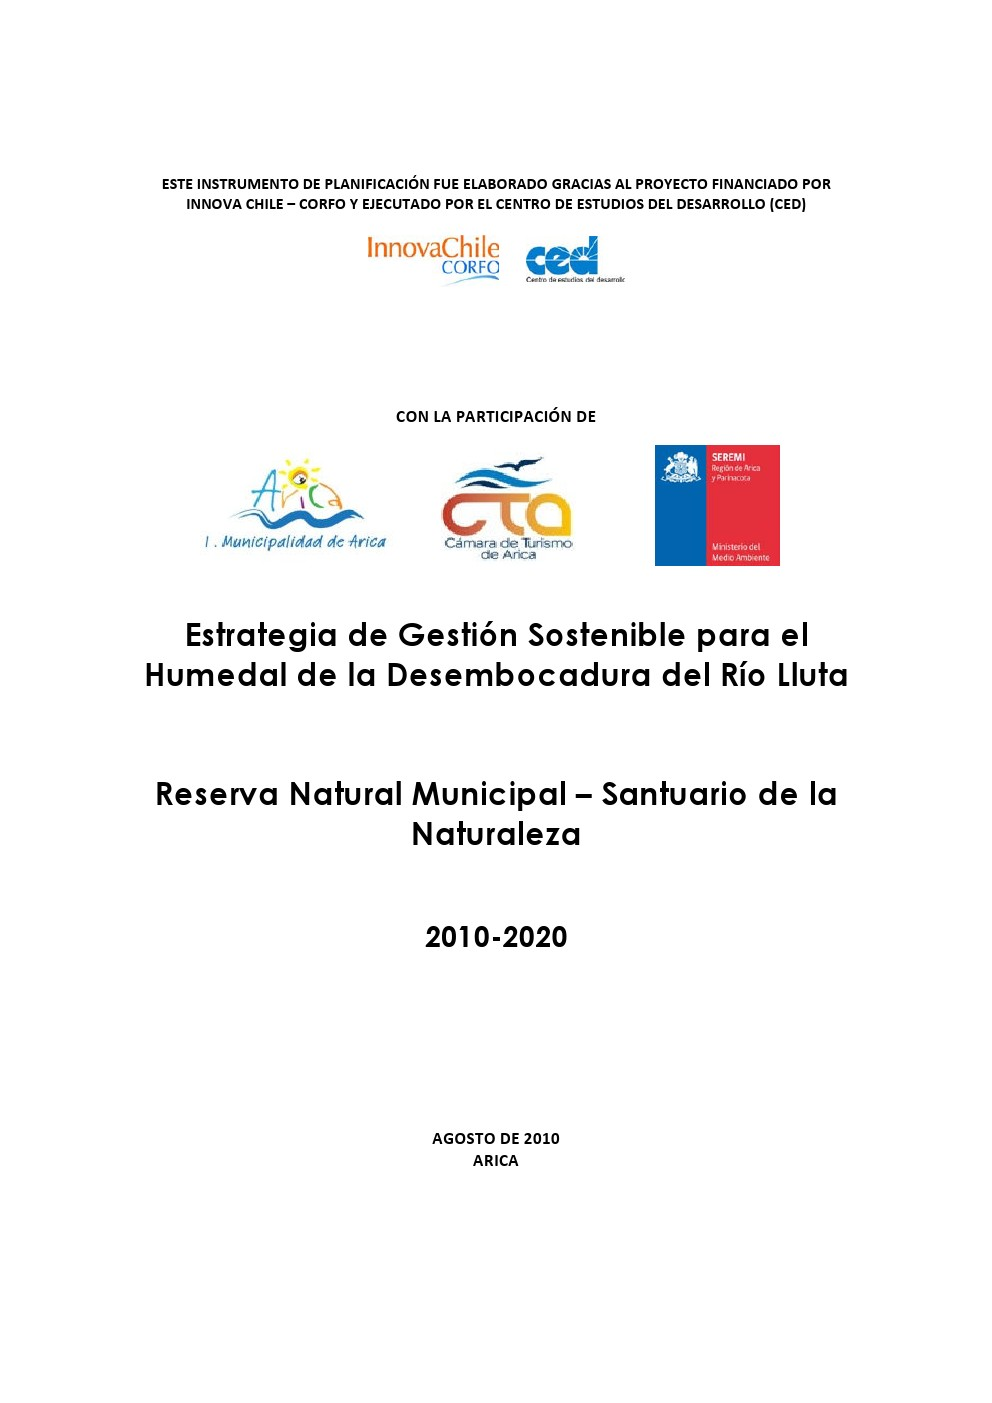 ESTE INSTRUMENTO DE PLANIFICACIÓN FUE ELABORADO GRACIAS AL PROYECTO FINANCIADO POR
INNOVA CHILE – CORFO Y EJECUTADO POR EL CENTRO DE ESTUDIOS DEL DESARROLLO (CED)
InnovaChile
CORFO
ced
Centro de estudios del desarrollo
CON LA PARTICIPACIÓN DE
Arica
I. Municipalidad de Arica
CTA
Cámara de Turismo
de Arica
SEREMI
Región de Arica
y Parinacota
Ministerio del
Medio Ambiente
Estrategia de Gestión Sostenible para el
Humedal de la Desembocadura del Río Lluta
Reserva Natural Municipal – Santuario de la
Naturaleza
2010-2020
AGOSTO DE 2010
ARICA